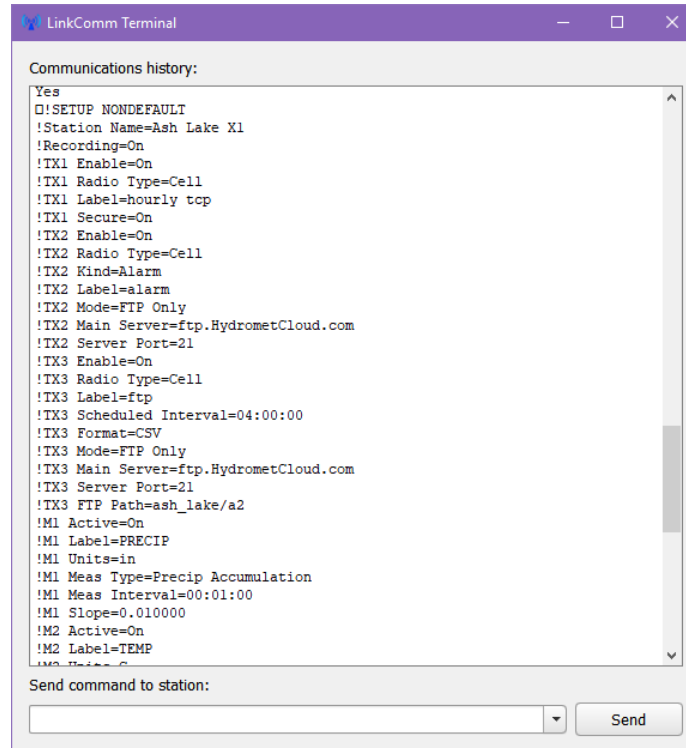 LinkComm Terminal
Communications history:
Yes
!SETUP NONDEFAULT
!Station Name=Ash Lake X1
!Recording=On
!TX1 Enable=On
!TX1 Radio Type=Cell
!TX1 Label=hourly tcp
!TX1 Secure=On
!TX2 Enable=On
!TX2 Radio Type=Cell
!TX2 Kind=Alarm
!TX2 Label=alarm
!TX2 Mode=FTP Only
!TX2 Main Server=ftp.HydrometCloud.com
!TX2 Server Port=21
!TX3 Enable=On
!TX3 Radio Type=Cell
!TX3 Label=ftp
!TX3 Scheduled Interval=04:00:00
!TX3 Format=CSV
!TX3 Mode=FTP Only
!TX3 Main Server=ftp.HydrometCloud.com
!TX3 Server Port=21
!TX3 FTP Path=ash_lake/a2
!M1 Active=On
!M1 Label=PRECIP
!M1 Units=in
!M1 Meas Type=Precip Accumulation
!M1 Meas Interval=00:01:00
!M1 Slope=0.010000
!M2 Active=On
!M2 Label=TEMP
Send command to station:
Send